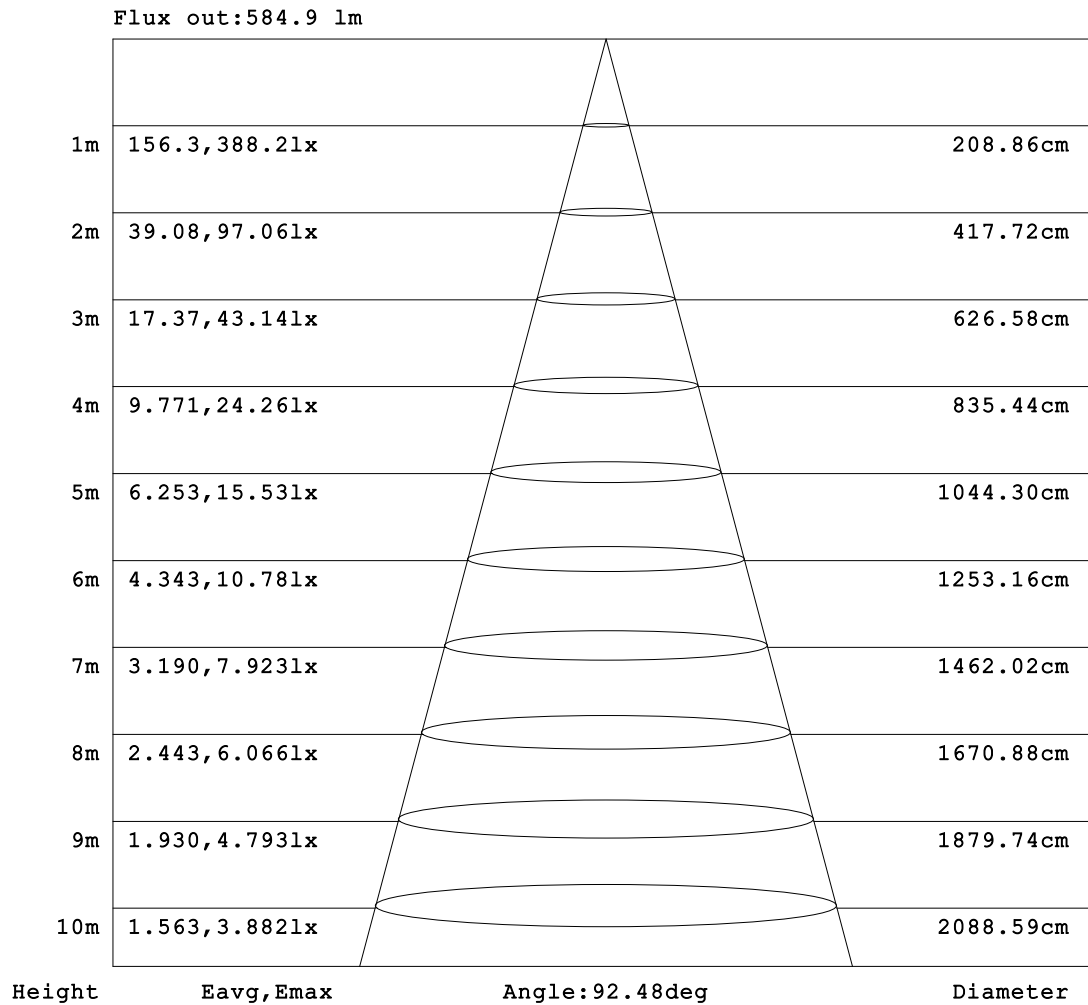 Flux out:584.9 lm
1m 156.3,388.2lx 208.86cm
2m 39.08,97.06lx 417.72cm
3m 17.37,43.14lx 626.58cm
4m 9.771,24.26lx 835.44cm
5m 6.253,15.53lx 1044.30cm
6m 4.343,10.78lx 1253.16cm
7m 3.190,7.923lx 1462.02cm
8m 2.443,6.066lx 1670.88cm
9m 1.930,4.793lx 1879.74cm
10m 1.563,3.882lx 2088.59cm
Height Eavg,Emax Angle:92.48deg Diameter